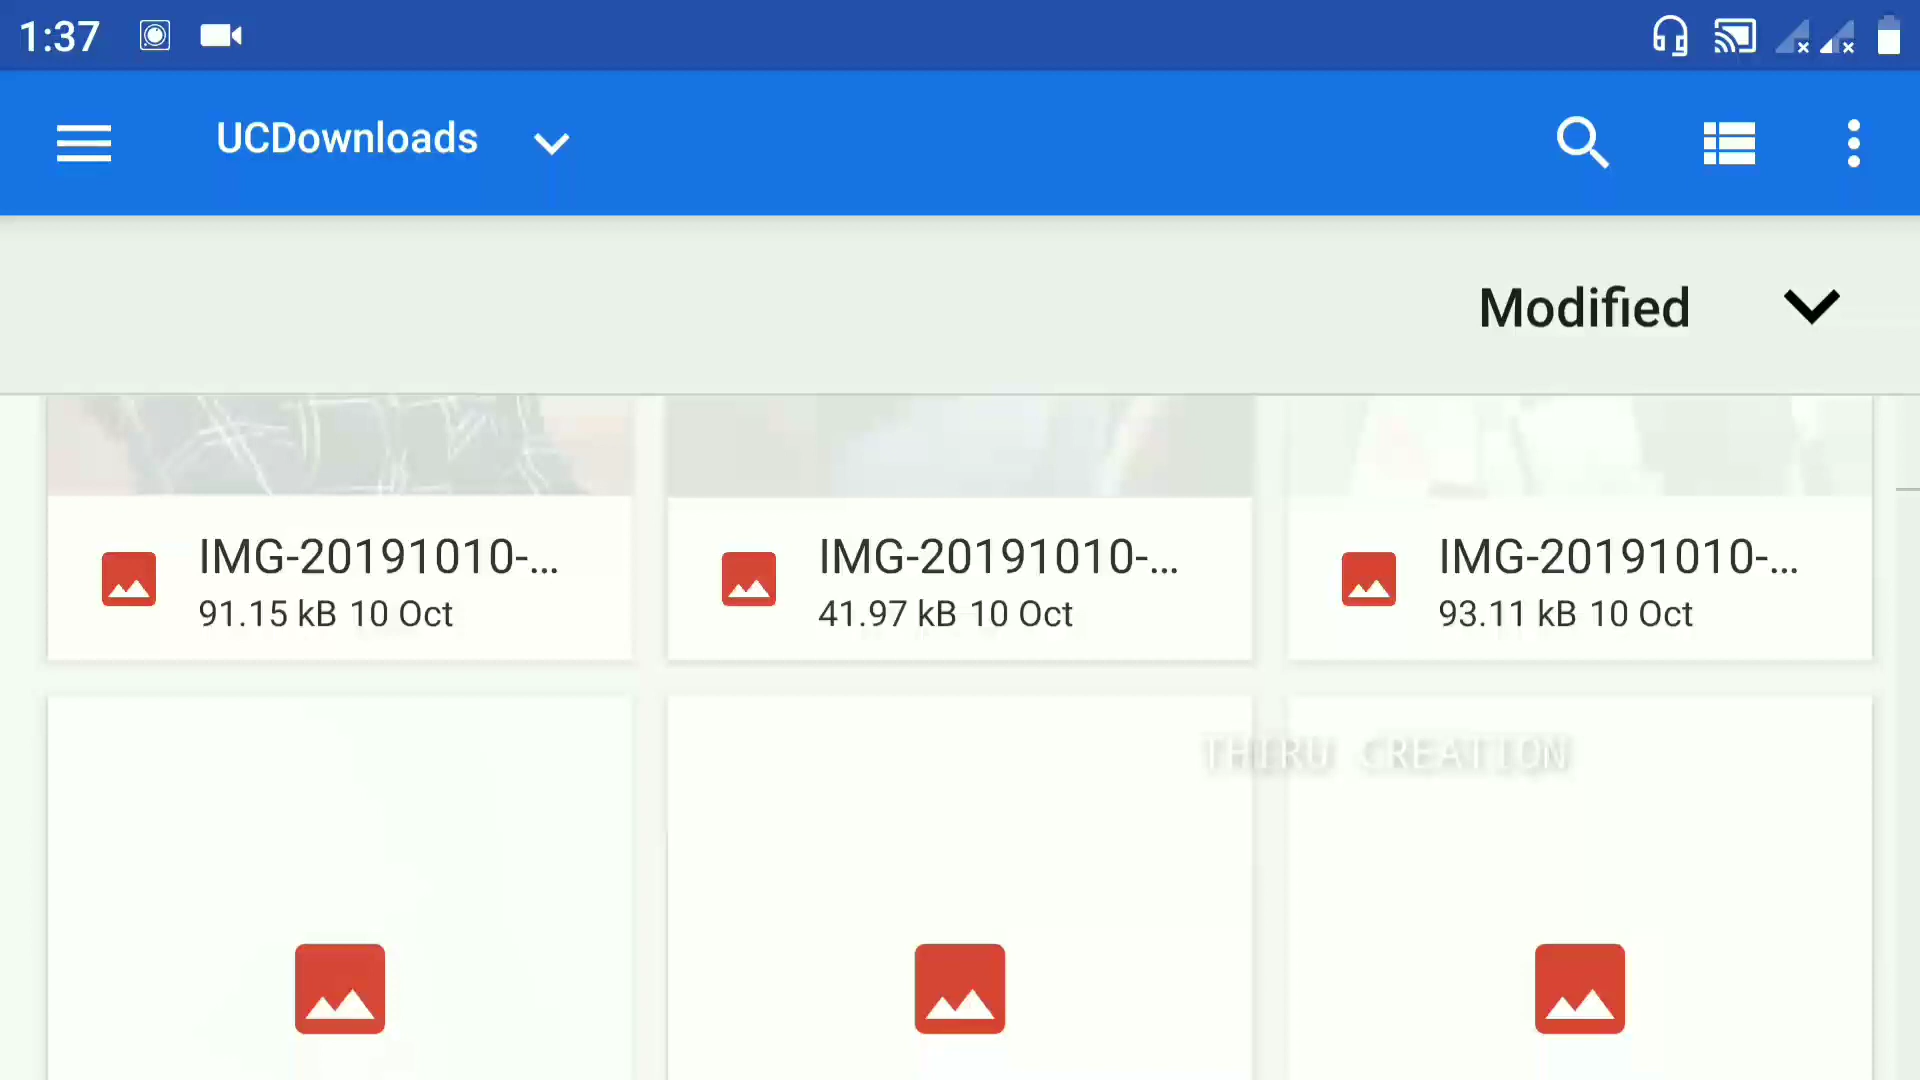 1:37
UCDownloads
Modified
IMG-20191010-...
91.15 kB 10 Oct
IMG-20191010-...
41.97 kB 10 Oct
IMG-20191010-...
93.11 kB 10 Oct
THIRU CREATION